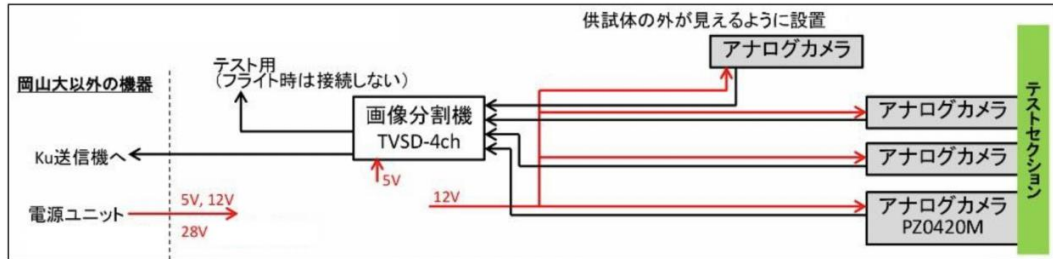 供試体の外が見えるように設置
アナログカメラ
テスト用
(フライト時は接続しない)
岡山大以外の機器
画像分割機
TVSD-4ch
アナログカメラ
Ku送信機へ
5V
アナログカメラ
電源ユニット
5V, 12V
28V
12V
アナログカメラ
PZ0420M
テストセクション